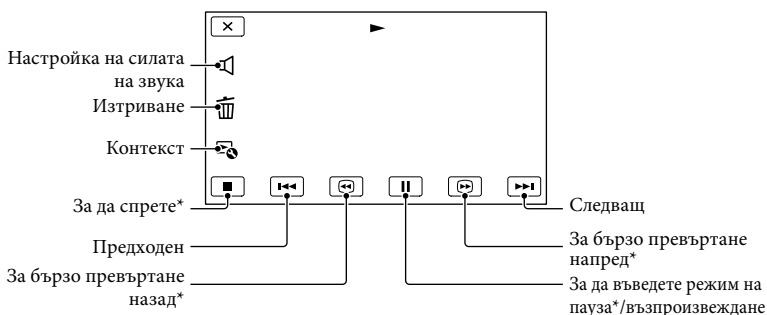 Настройка на силата
на звука
Изтриване
Контекст
За да спрете*
Предходен
За бързо превъртане
назад*
Следващ
За бързо превъртане
напред*
За да въведете режим на
пауза*/възпроизвеждане